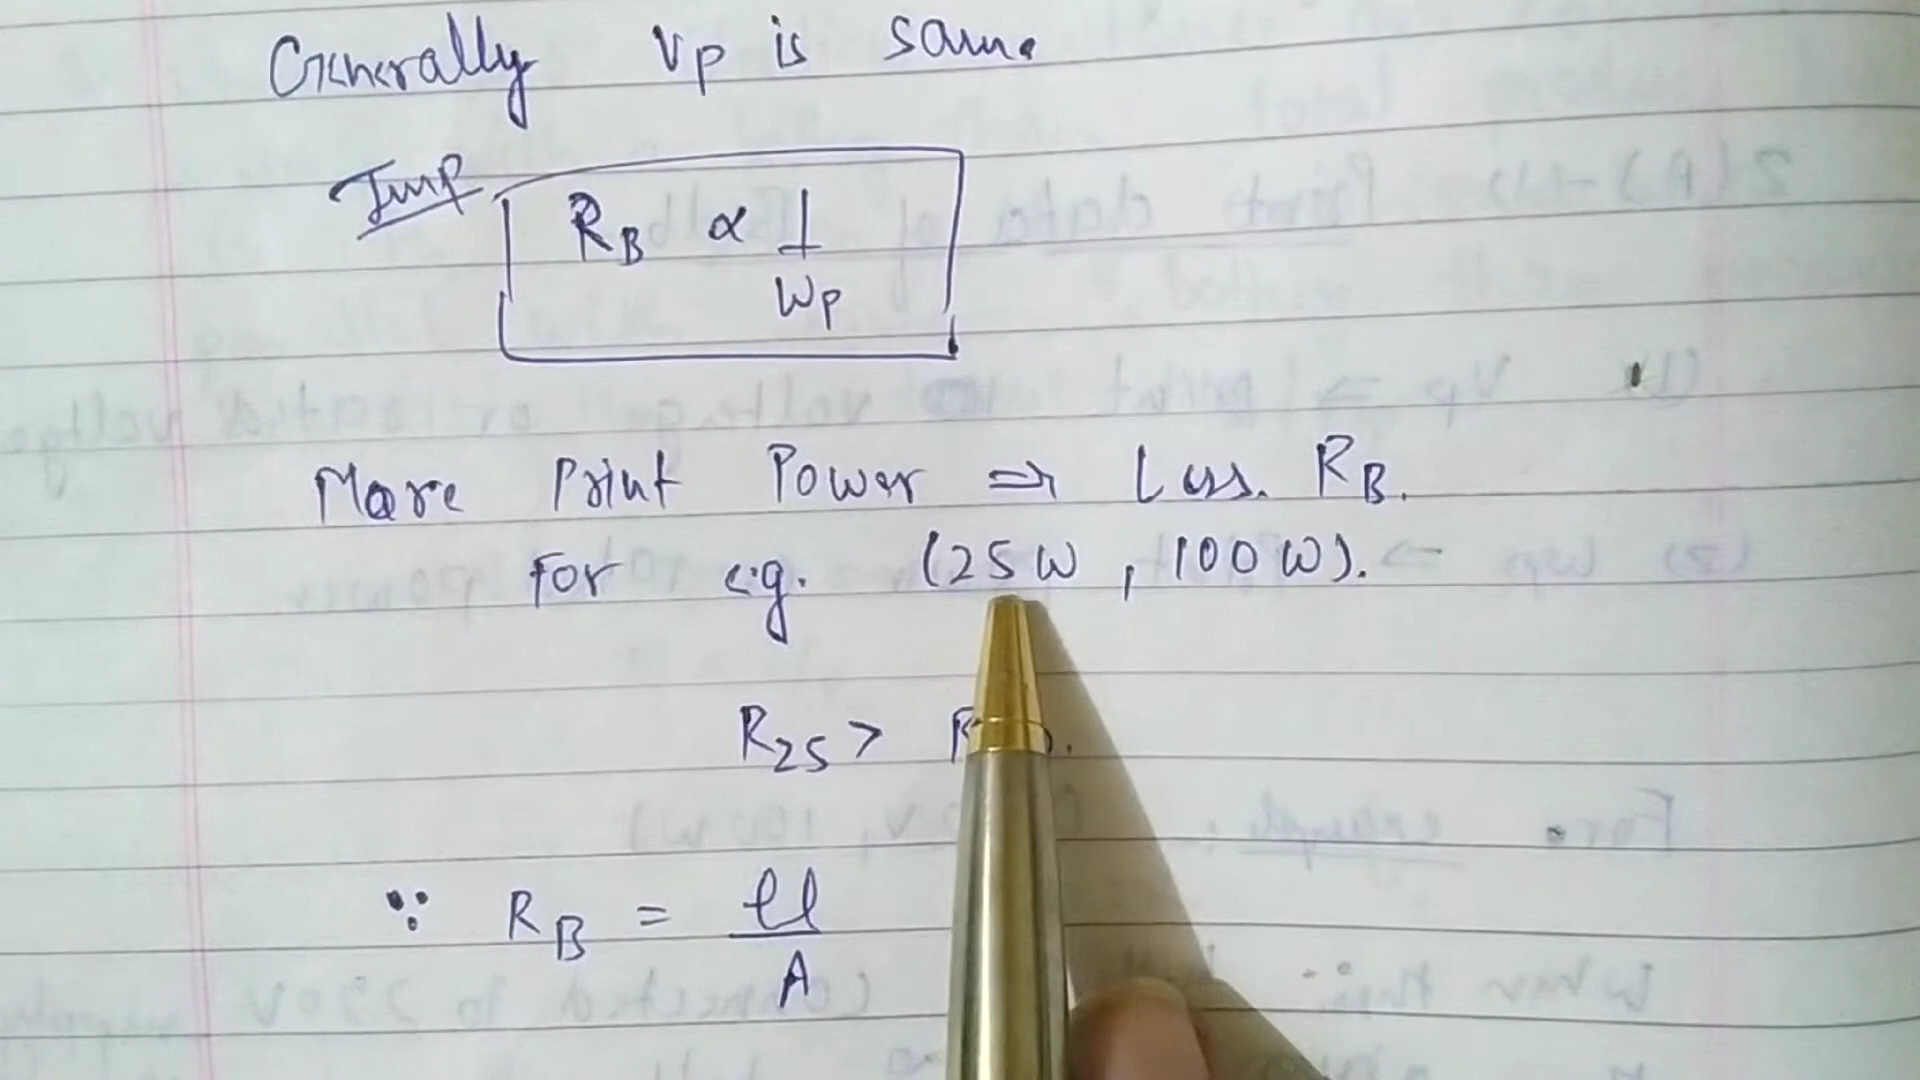 Generally Vp is same.
Imp
RB ∝ 1
Wp
More Print Power ⇒ Less. RB.
For e.g. (25W, 100W).
R25 > R
∵ RB = ρl
A